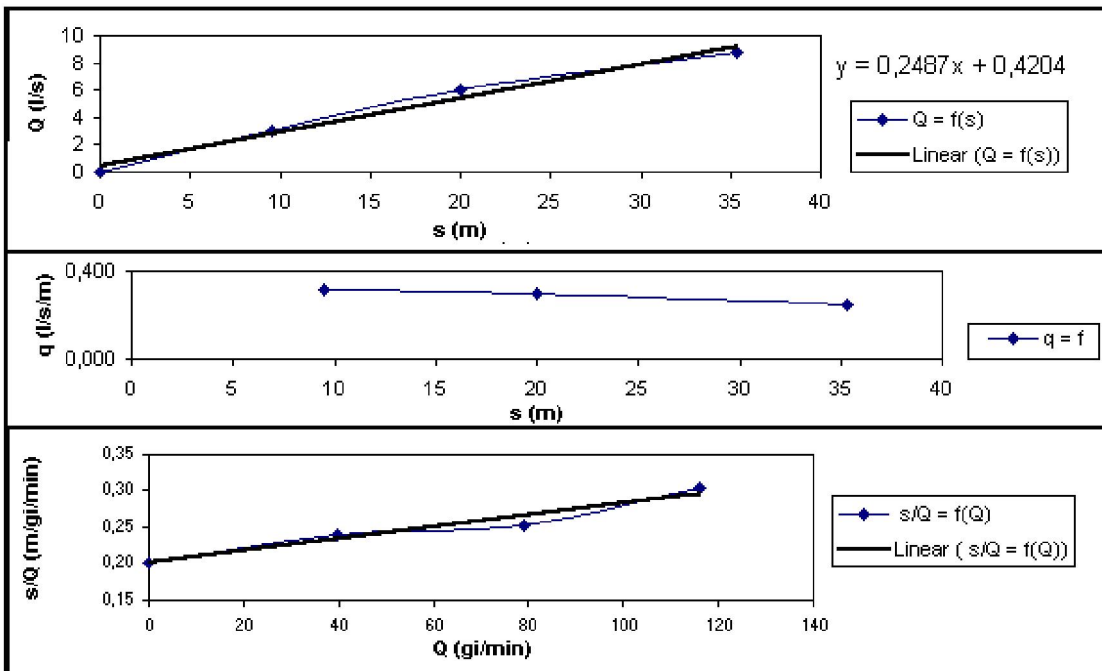 Q (l/s)
10
8
6
4
2
0
0 5 10 15 20 25 30 35 40
s (m)
y = 0,2487x + 0,4204
Q = f(s)
Linear (Q = f(s))
q (l/s/m)
0,400
0,000
0 5 10 15 20 25 30 35 40
s (m)
q = f
s/Q (m/gi/min)
0,35
0,30
0,25
0,20
0,15
0 20 40 60 80 100 120 140
Q (gi/min)
s/Q = f(Q)
Linear ( s/Q = f(Q))